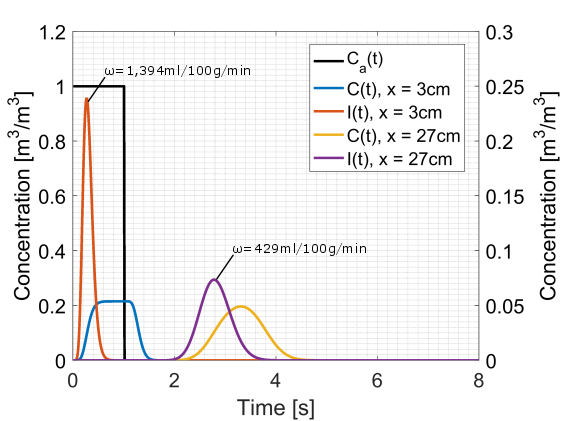 1.2
0.3
ω=1,394ml/100g/min
C_a(t)
C(t), x = 3cm
I(t), x = 3cm
C(t), x = 27cm
I(t), x = 27cm
1
0.25
0.8
0.2
0.6
0.15
ω=429ml/100g/min
0.4
0.1
0.2
0.05
0
0
Concentration [m³/m³]
Concentration [m³/m³]
0 2 4 6 8
Time [s]